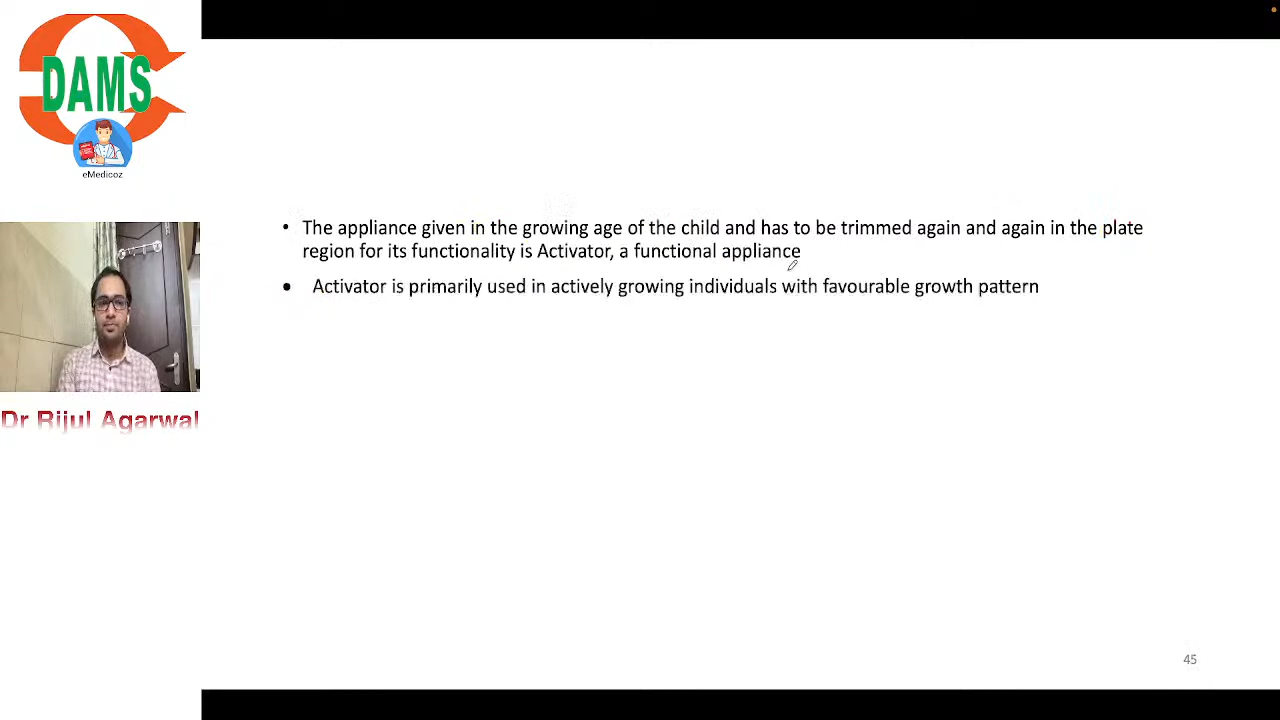 DAMS
eMedicoz
• The appliance given in the growing age of the child and has to be trimmed again and again in the plate
region for its functionality is Activator, a functional appliance
• Activator is primarily used in actively growing individuals with favourable growth pattern
Dr Rijul Agarwal
45